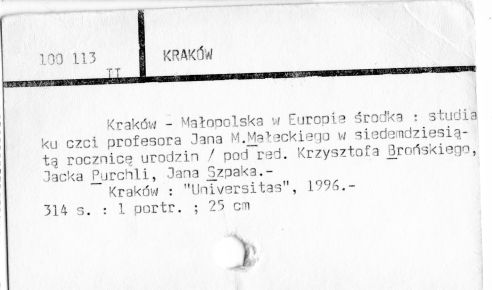 100 113
II
KRAKÓW
Kraków - Małopolska w Europie środka : studia
ku czci profesora Jana M.Małeckiego w siedemdziesią-
tą rocznicę urodzin / pod red. Krzysztofa Brońskiego,
Jacka Purchli, Jana Szpaka.-
Kraków : "Universitas", 1996.-
314 s. : 1 portr. ; 25 cm